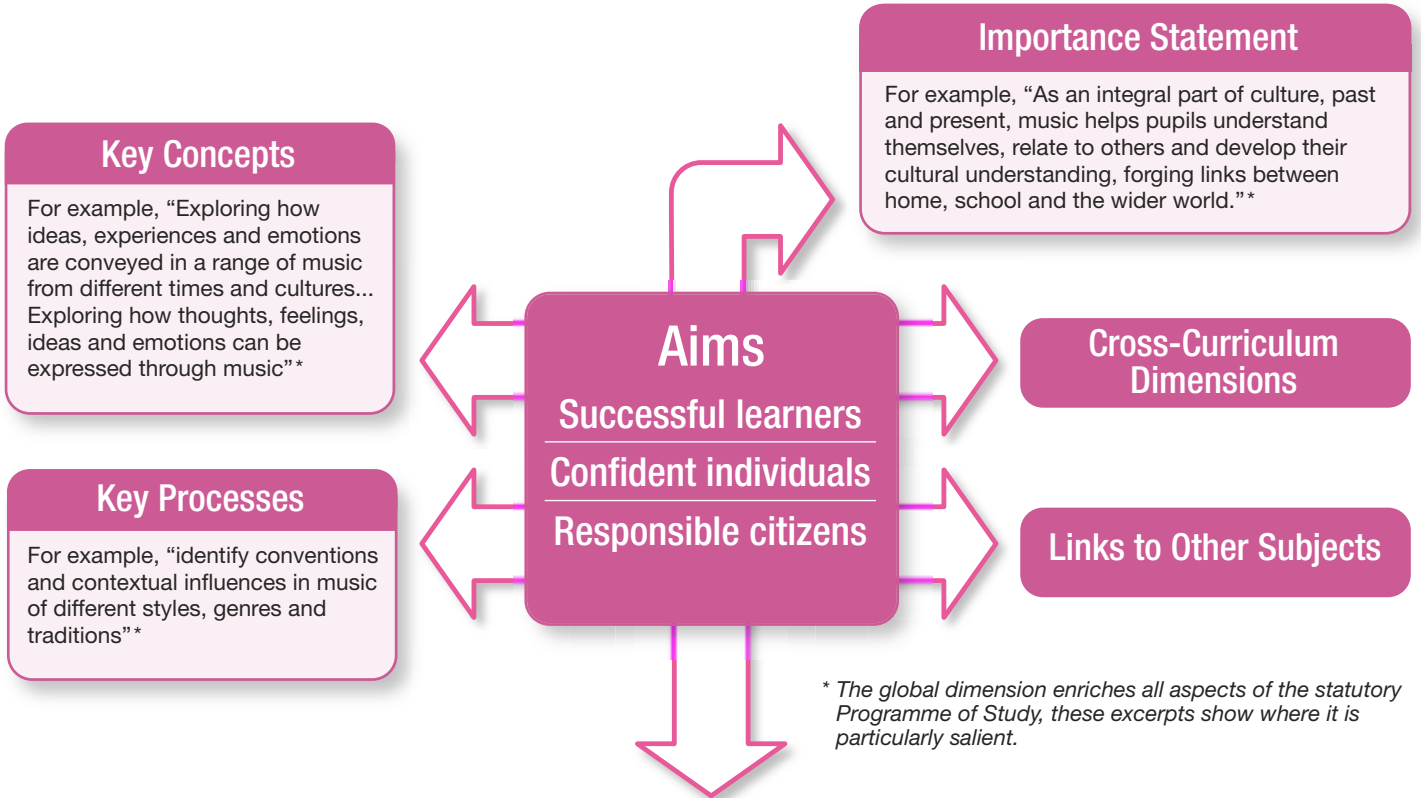 Importance Statement
For example, “As an integral part of culture, past
and present, music helps pupils understand
themselves, relate to others and develop their
cultural understanding, forging links between
home, school and the wider world.”*
Key Concepts
For example, “Exploring how
ideas, experiences and emotions
are conveyed in a range of music
from different times and cultures...
Exploring how thoughts, feelings,
ideas and emotions can be
expressed through music”*
Key Processes
For example, “identify conventions
and contextual influences in music
of different styles, genres and
traditions”*
Aims
Successful learners
Confident individuals
Responsible citizens
Cross-Curriculum
Dimensions
Links to Other Subjects
* The global dimension enriches all aspects of the statutory
Programme of Study, these excerpts show where it is
particularly salient.